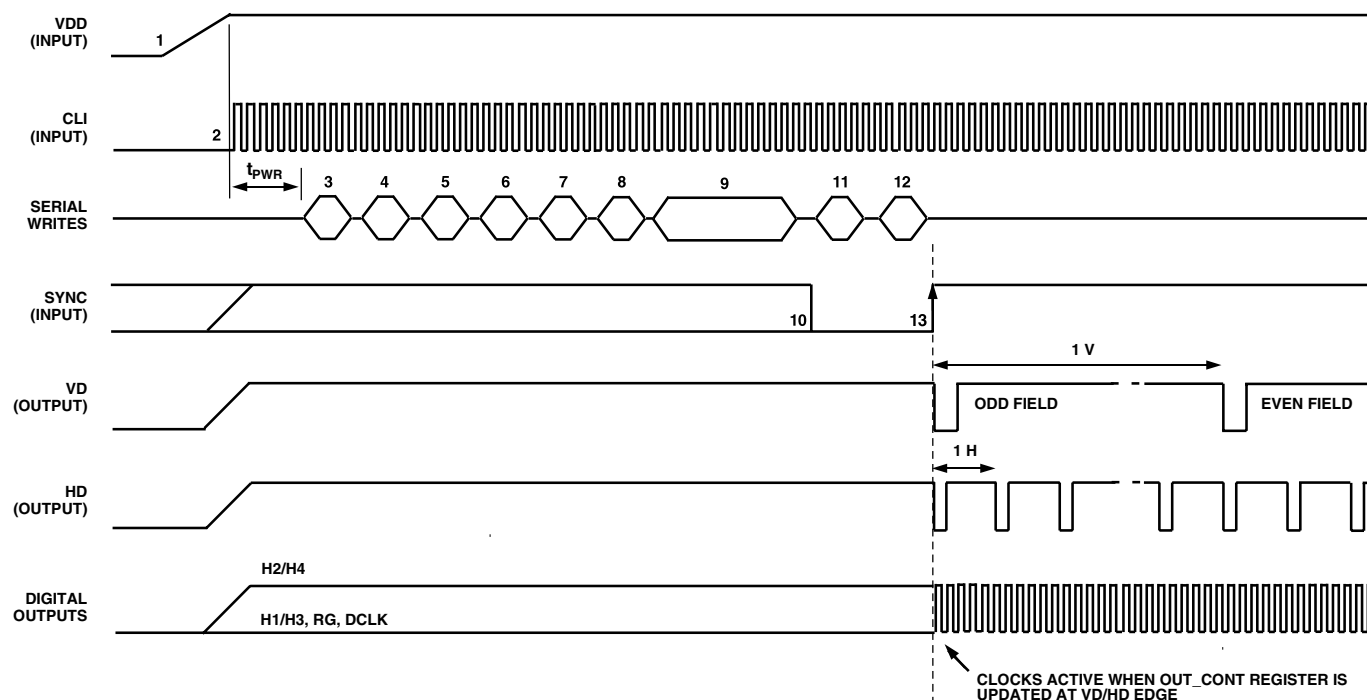 VDD
(INPUT)
1
CLI
(INPUT)
2
tPWR
SERIAL
WRITES
3
4
5
6
7
8
9
11
12
SYNC
(INPUT)
10
13
1 V
VD
(OUTPUT)
ODD FIELD
EVEN FIELD
1 H
HD
(OUTPUT)
H2/H4
DIGITAL
OUTPUTS
H1/H3, RG, DCLK
CLOCKS ACTIVE WHEN OUT_CONT REGISTER IS
UPDATED AT VD/HD EDGE